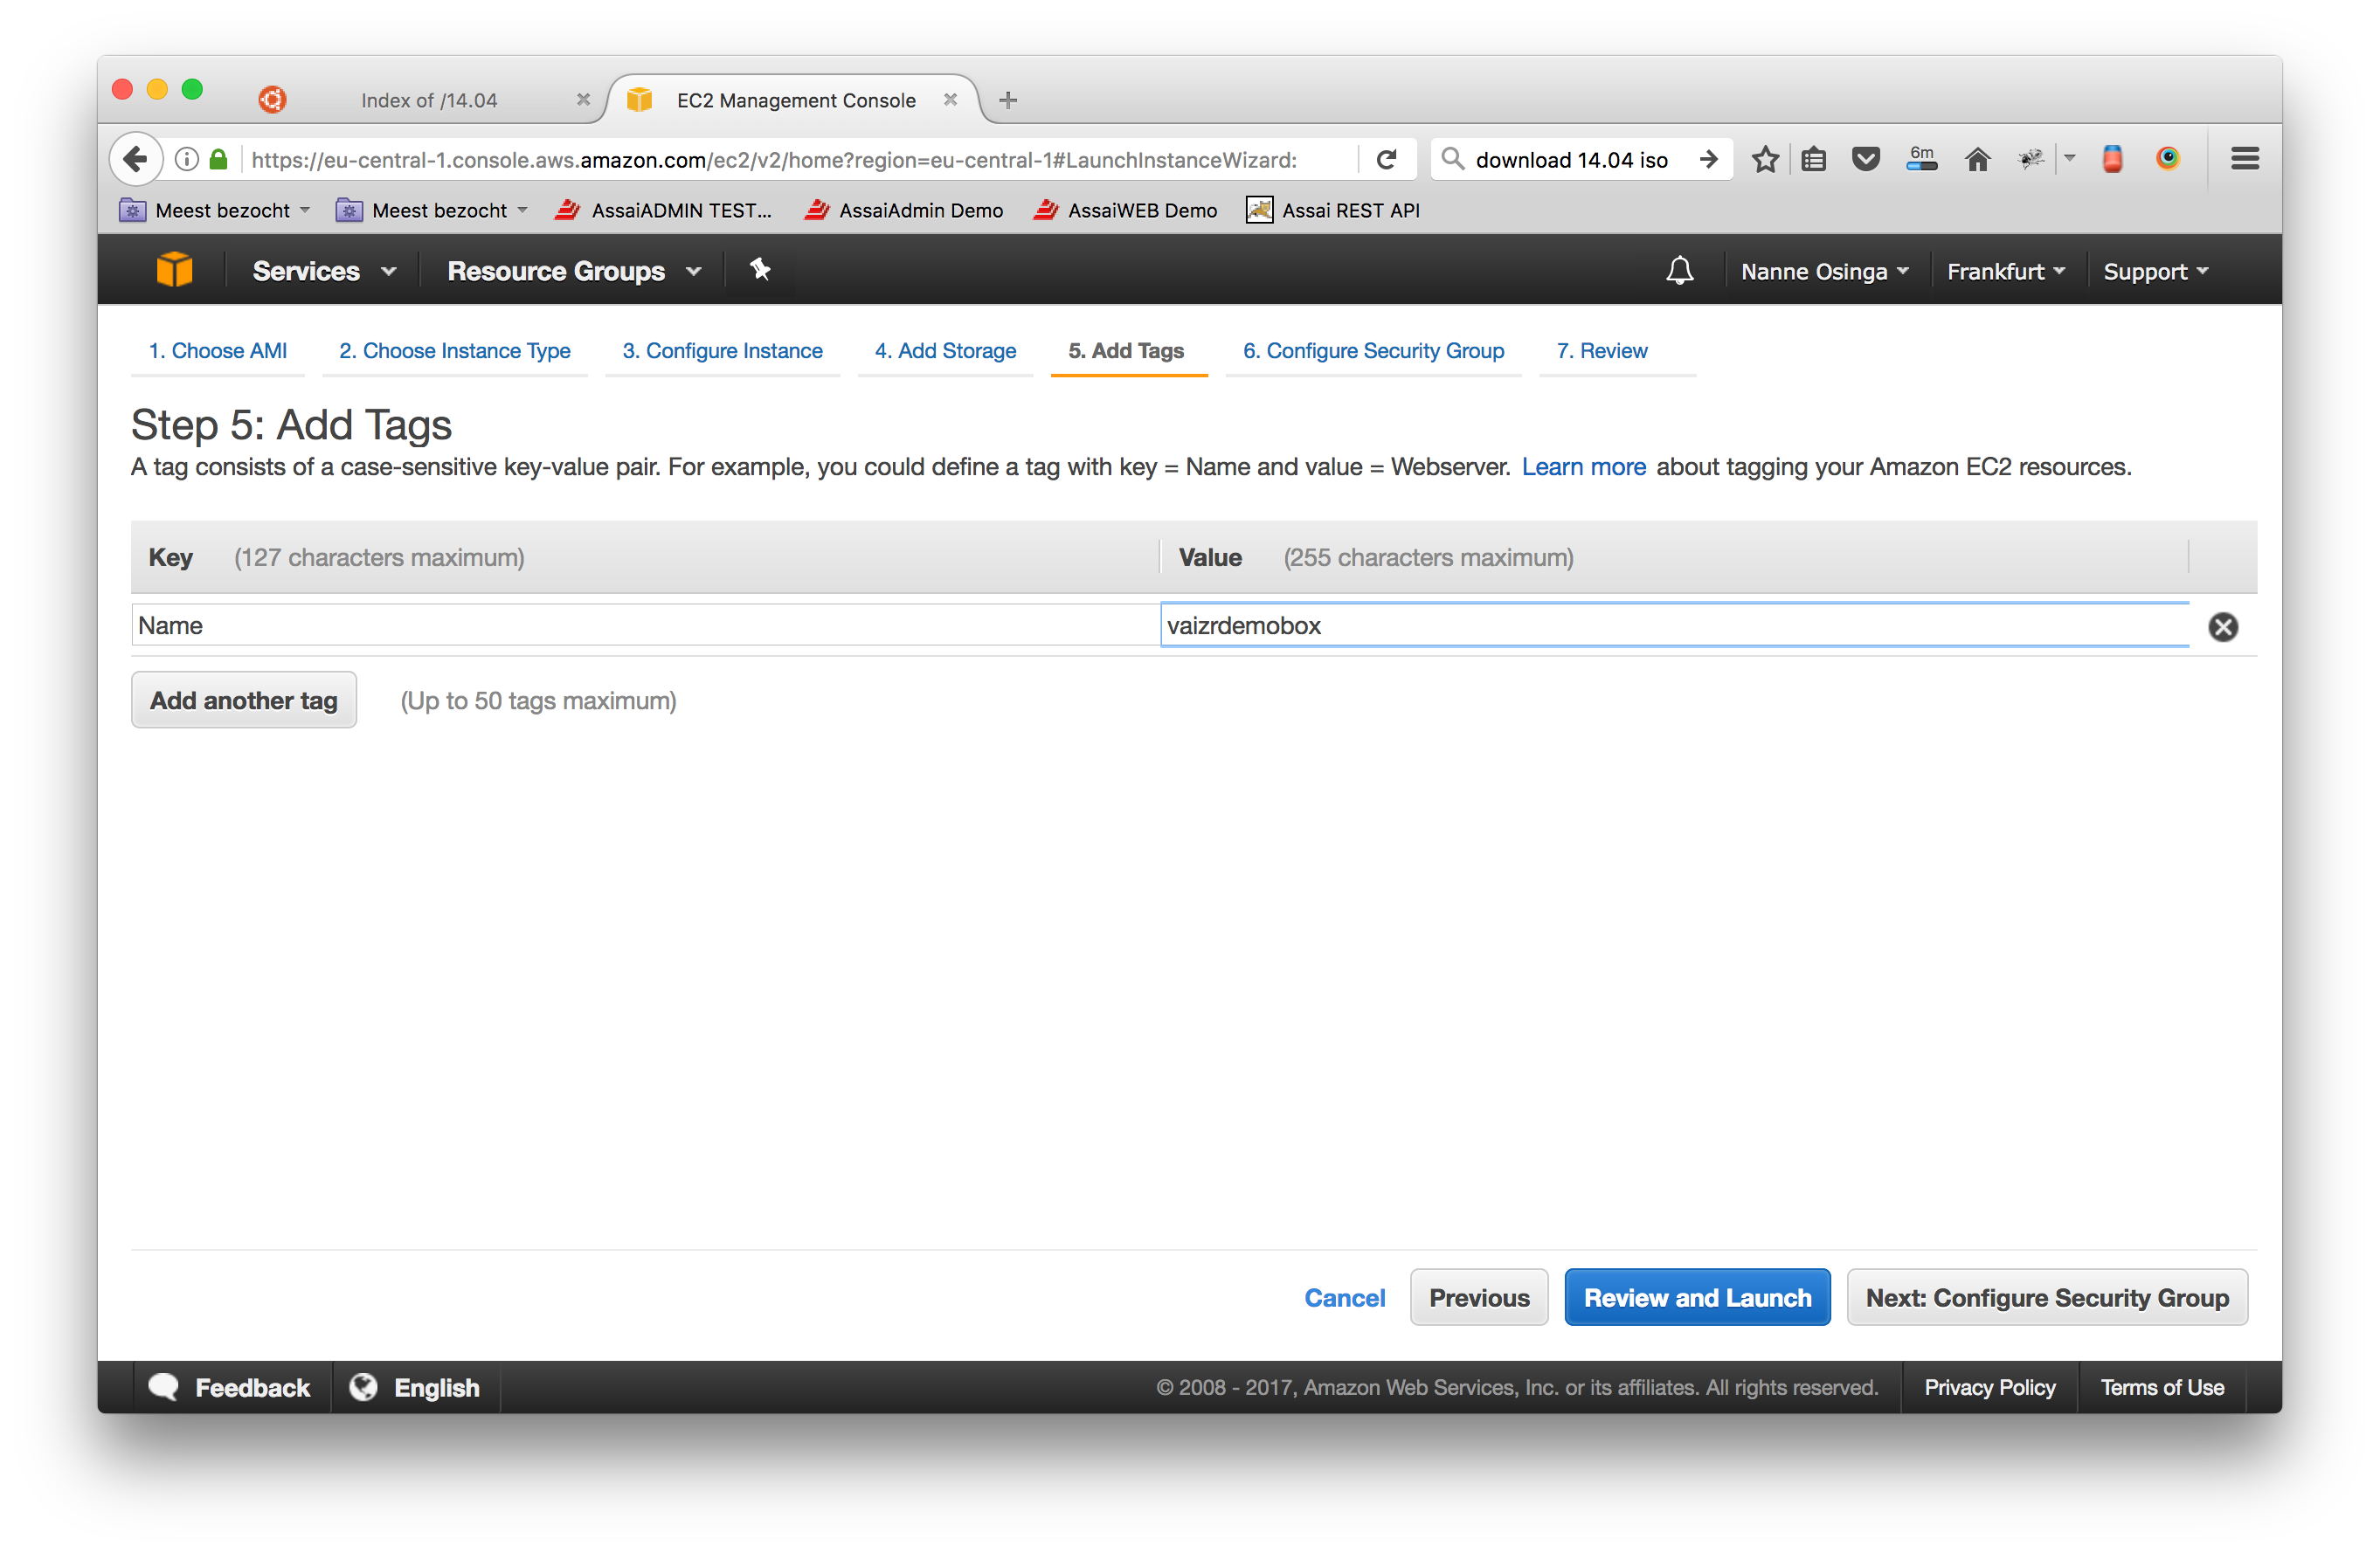 Index of /14.04
EC2 Management Console
https://eu-central-1.console.aws.amazon.com/ec2/v2/home?region=eu-central-1#LaunchInstanceWizard:
download 14.04 iso
6m
Meest bezocht
Meest bezocht
AssaiADMIN TEST...
AssaiAdmin Demo
AssaiWEB Demo
Assai REST API
Services
Resource Groups
Nanne Osinga
Frankfurt
Support
1. Choose AMI
2. Choose Instance Type
3. Configure Instance
4. Add Storage
5. Add Tags
6. Configure Security Group
7. Review
Step 5: Add Tags
A tag consists of a case-sensitive key-value pair. For example, you could define a tag with key = Name and value = Webserver. Learn more about tagging your Amazon EC2 resources.
Key (127 characters maximum)
Value (255 characters maximum)
Name
vaizrdemobox
Add another tag
(Up to 50 tags maximum)
Cancel
Previous
Review and Launch
Next: Configure Security Group
Feedback
English
© 2008 - 2017, Amazon Web Services, Inc. or its affiliates. All rights reserved.
Privacy Policy
Terms of Use